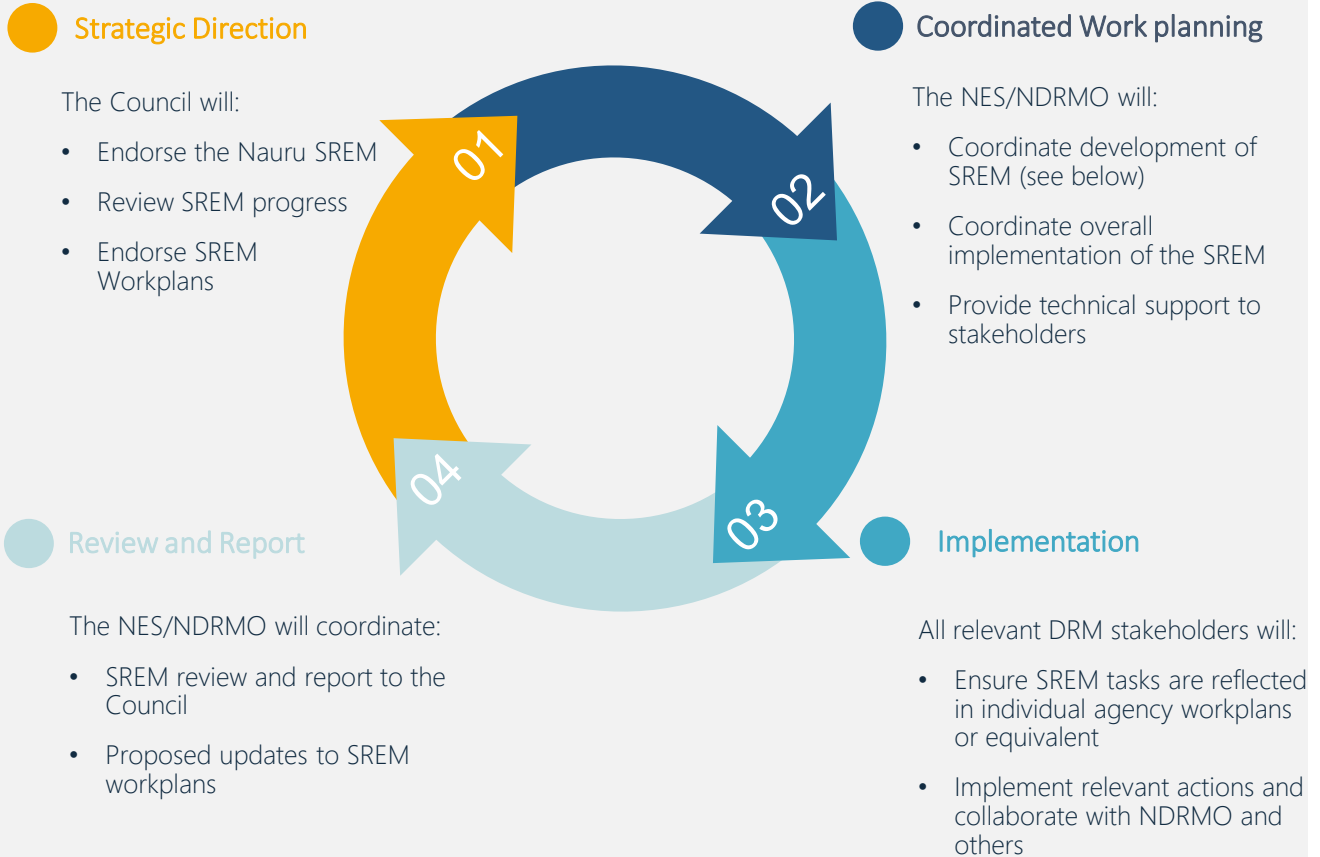 Strategic Direction
The Council will:
• Endorse the Nauru SREM
• Review SREM progress
• Endorse SREM
Workplans
Coordinated Work planning
The NES/NDRMO will:
• Coordinate development of
SREM (see below)
• Coordinate overall
implementation of the SREM
• Provide technical support to
stakeholders
01
02
03
04
Review and Report
The NES/NDRMO will coordinate:
• SREM review and report to the
Council
• Proposed updates to SREM
workplans
Implementation
All relevant DRM stakeholders will:
• Ensure SREM tasks are reflected
in individual agency workplans
or equivalent
• Implement relevant actions and
collaborate with NDRMO and
others